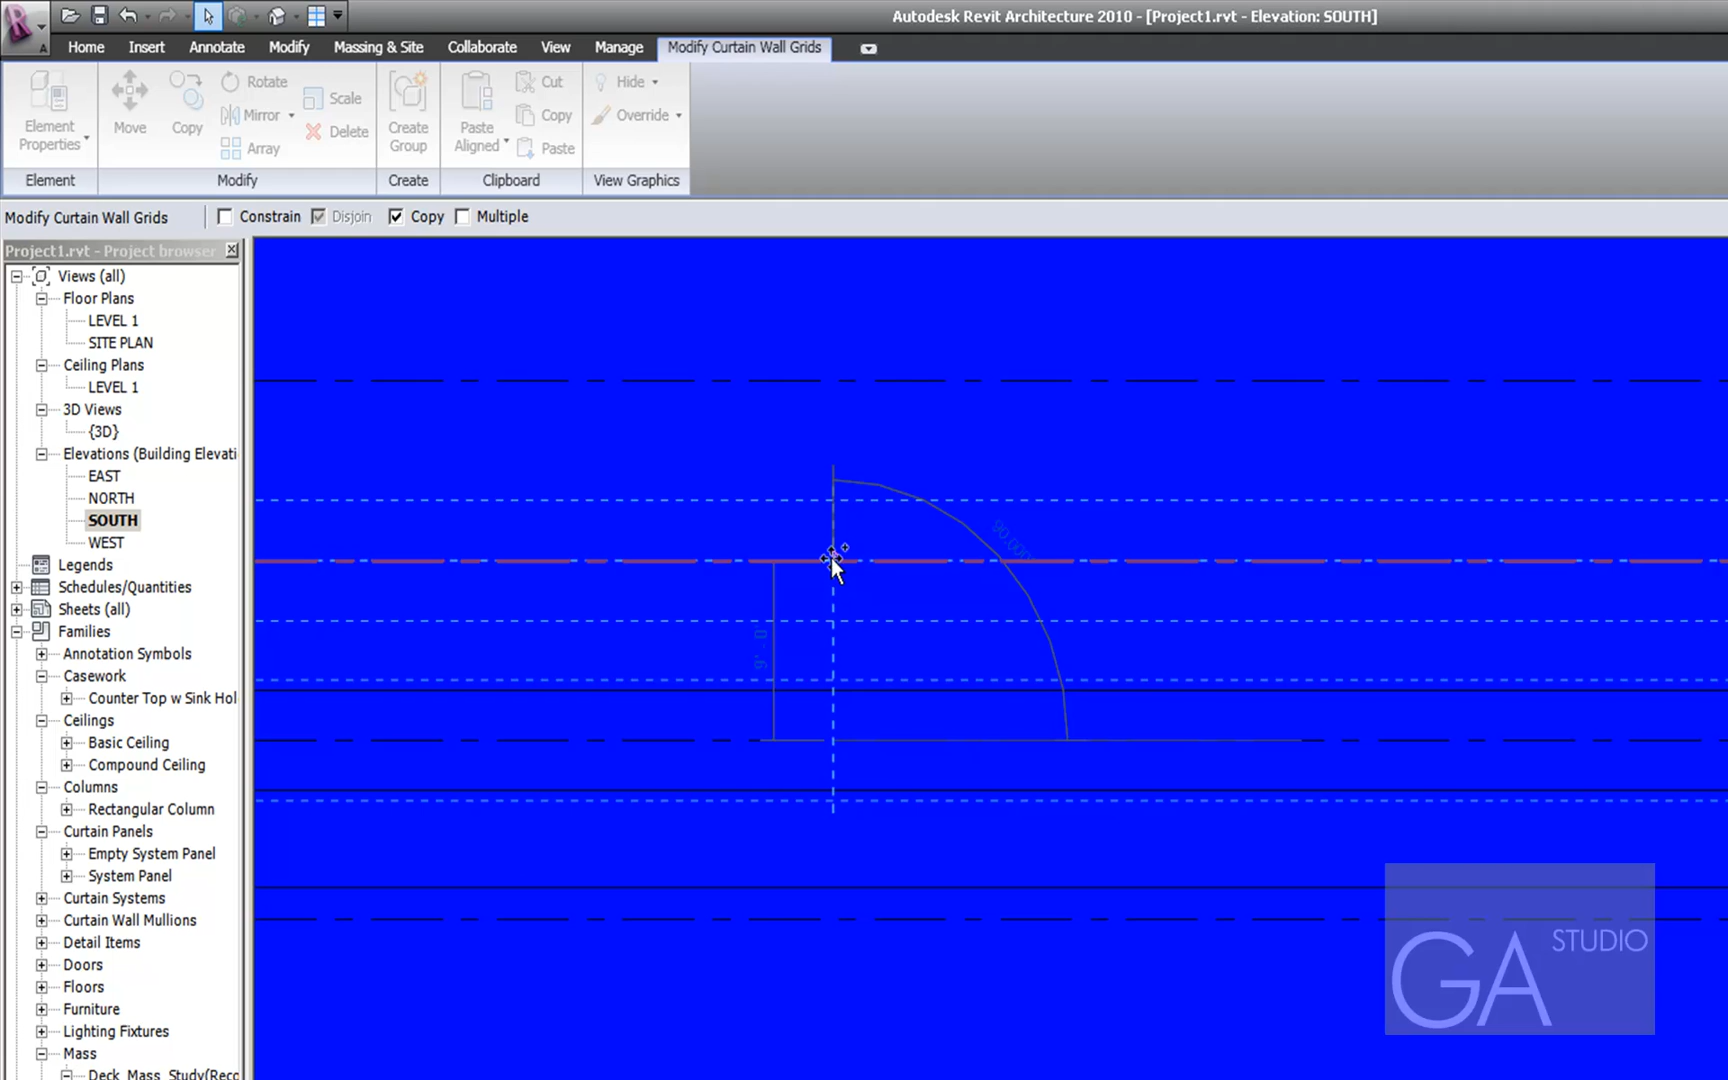 Autodesk Revit Architecture 2010 - [Project1.rvt - Elevation: SOUTH]
Home Insert Annotate Modify Massing & Site Collaborate View Manage Modify Curtain Wall Grids
Element Properties
Move
Copy
Rotate
Mirror
Array
Scale
Delete
Create Group
Paste Aligned
Cut
Copy
Paste
Hide
Override
Element Modify Create Clipboard View Graphics
Modify Curtain Wall Grids Constrain Disjoin Copy Multiple
Project1.rvt - Project browser
Views (all)
Floor Plans
LEVEL 1
SITE PLAN
Ceiling Plans
LEVEL 1
3D Views
{3D}
Elevations (Building Elevati
EAST
NORTH
SOUTH
WEST
Legends
Schedules/Quantities
Sheets (all)
Families
Annotation Symbols
Casework
Counter Top w Sink Hol
Ceilings
Basic Ceiling
Compound Ceiling
Columns
Rectangular Column
Curtain Panels
Empty System Panel
System Panel
Curtain Systems
Curtain Wall Mullions
Detail Items
Doors
Floors
Furniture
Lighting Fixtures
Mass
Deck_Mass_Study(Reco
90.000
GA STUDIO